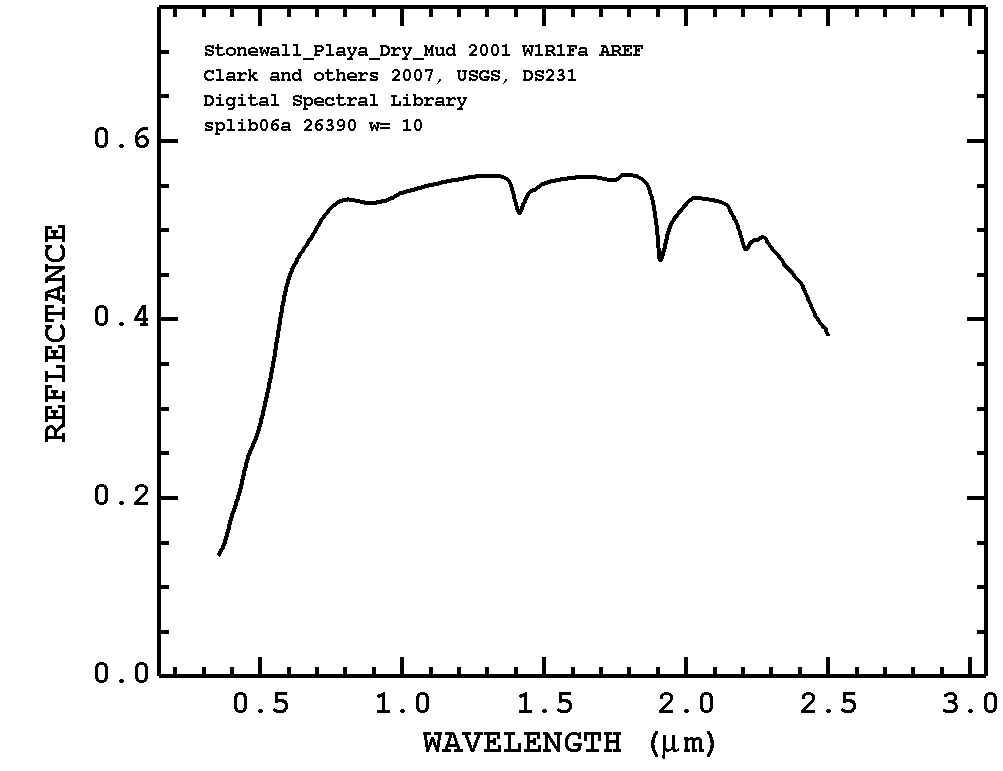 Stonewall_Playa_Dry_Mud 2001 W1R1Fa AREF
Clark and others 2007, USGS, DS231
Digital Spectral Library
splib06a 26390 w= 10
REFLECTANCE
0.6
0.4
0.2
0.0
0.5 1.0 1.5 2.0 2.5 3.0
WAVELENGTH (μm)